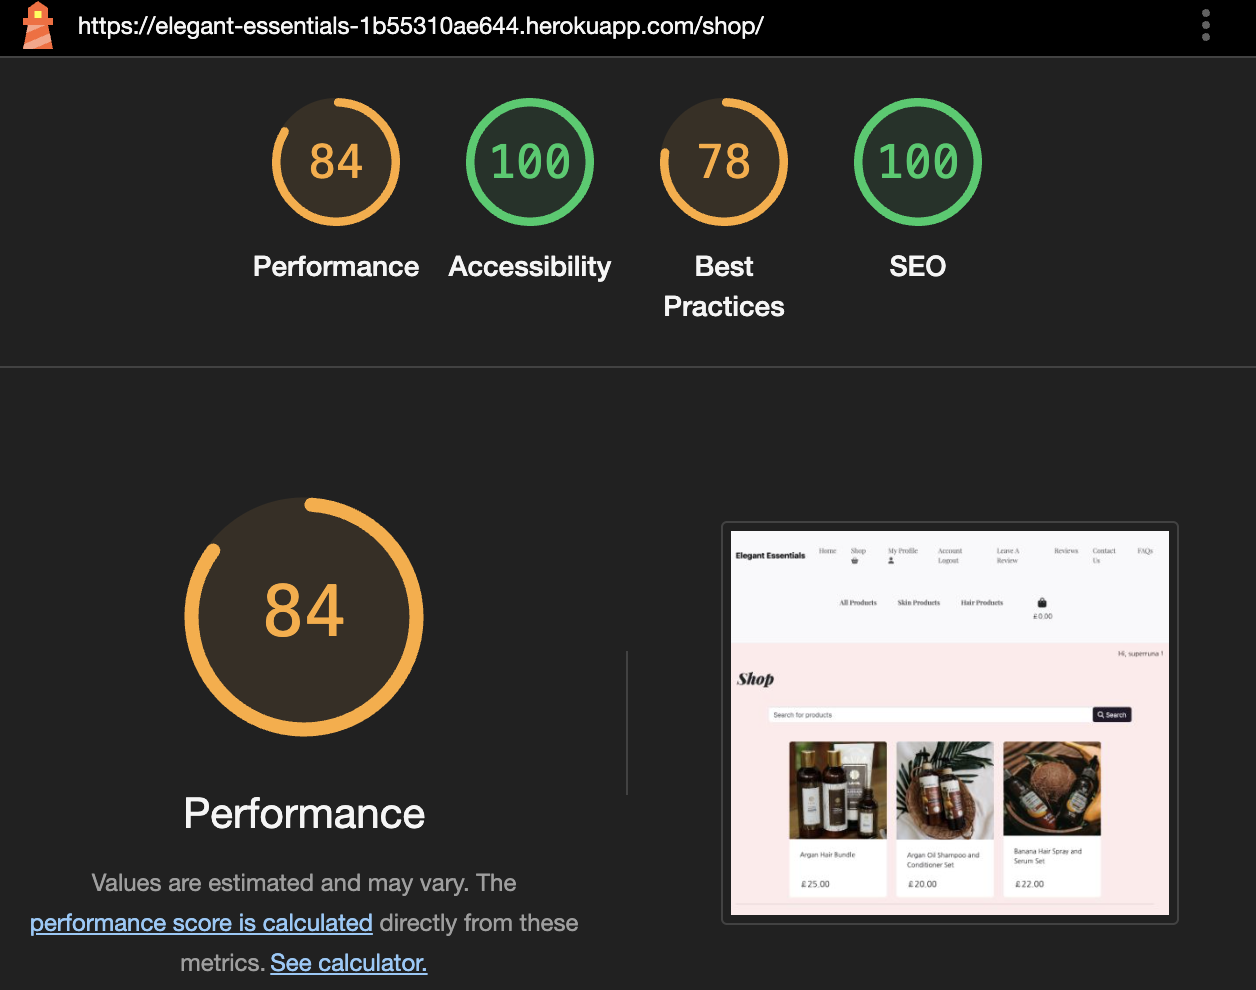 https://elegant-essentials-1b55310ae644.herokuapp.com/shop/
84 100 78 100
Performance Accessibility Best SEO
Practices
84
Performance
Values are estimated and may vary. The
performance score is calculated directly from these
metrics. See calculator.
Elegant Essentials Home Shop My Profile Account Leave A Reviews Contact FAQs
Logout Review Us
All Products Skin Products Hair Products
£0.00
Hi, superruna !
Shop
Search for products Search
Argan Hair Bundle
£25.00
Argan Oil Shampoo and
Conditioner Set
£20.00
Banana Hair Spray and
Serum Set
£22.00